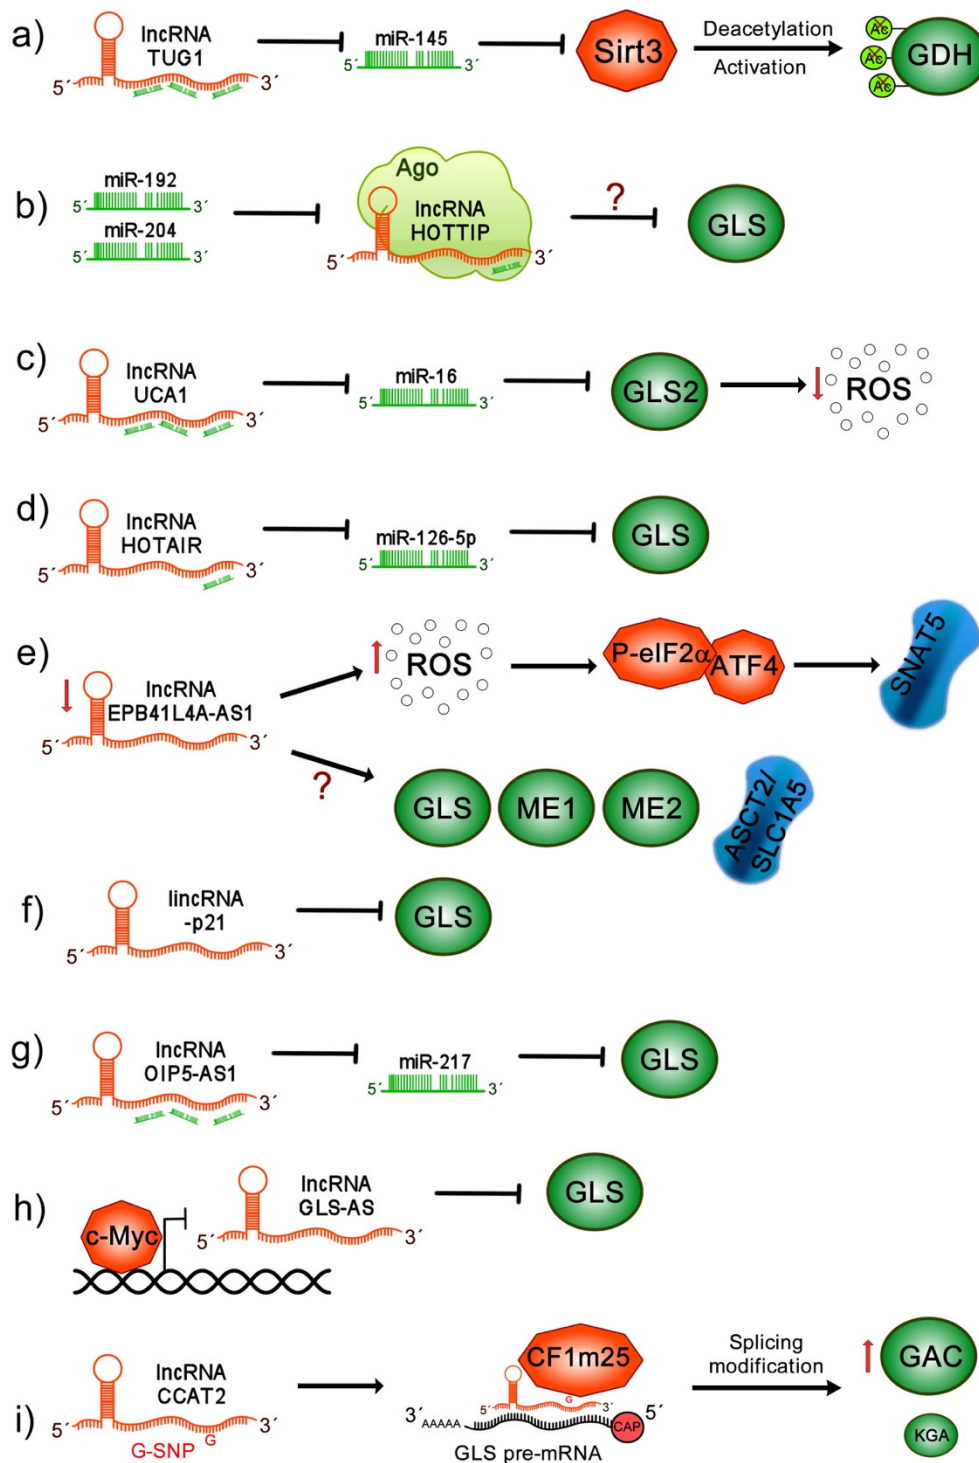 a)
lncRNA
TUG1
5´
3´
miR-145
5´
3´
Sirt3
Deacetylation
Activation
Ac
Ac
Ac
GDH
b)
miR-192
5´
3´
miR-204
5´
3´
Ago
lncRNA
HOTTIP
5´
3´
?
GLS
c)
lncRNA
UCA1
5´
3´
miR-16
5´
3´
GLS2
ROS
d)
lncRNA
HOTAIR
5´
3´
miR-126-5p
5´
3´
GLS
e)
lncRNA
EPB41L4A-AS1
5´
3´
ROS
P-eIF2α
ATF4
SNAT5
?
GLS
ME1
ME2
ASCT2/
SLC1A5
f)
lincRNA
-p21
5´
3´
GLS
g)
lncRNA
OIP5-AS1
5´
3´
miR-217
5´
3´
GLS
h)
c-Myc
lncRNA
GLS-AS
5´
3´
GLS
i)
lncRNA
CCAT2
5´
3´
G
G-SNP
CF1m25
G
5´
3´
3´
AAAAA
CAP
5´
GLS pre-mRNA
Splicing
modification
GAC
KGA